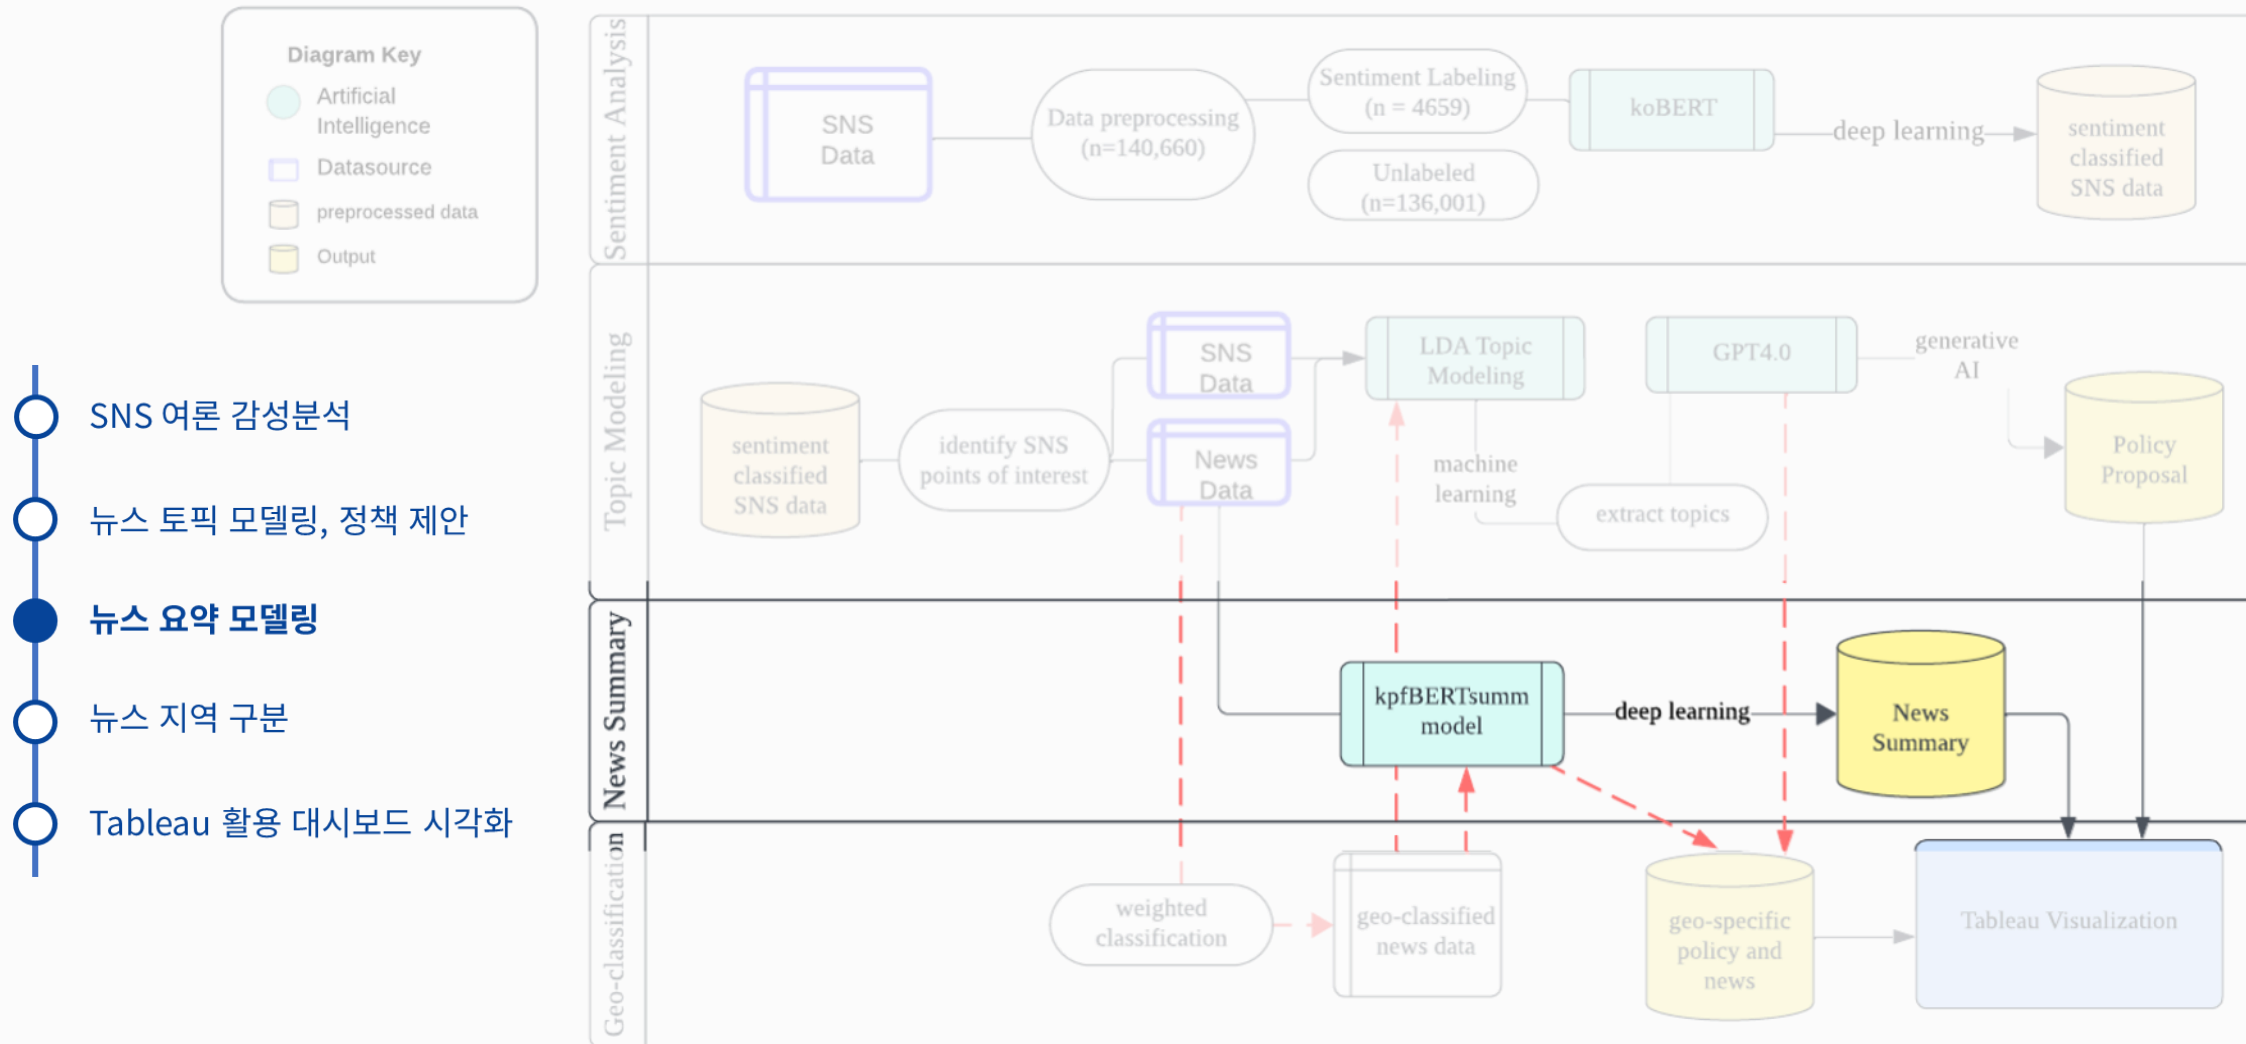 Diagram Key
Artificial
Intelligence
Datasource
preprocessed data
Output
SNS 여론 감성분석
뉴스 토픽 모델링, 정책 제안
뉴스 요약 모델링
뉴스 지역 구분
Tableau 활용 대시보드 시각화
Sentiment Analysis
SNS
Data
Data preprocessing
(n=140,660)
Sentiment Labeling
(n = 4659)
Unlabeled
(n=136,001)
koBERT
deep learning
sentiment
classified
SNS data
Topic Modeling
sentiment
classified
SNS data
identify SNS
points of interest
SNS
Data
News
Data
LDA Topic
Modeling
machine
learning
extract topics
GPT4.0
generative
AI
Policy
Proposal
News Summary
kpfBERTsumm
model
deep learning
News
Summary
Geo-classification
weighted
classification
geo-classified
news data
geo-specific
policy and
news
Tableau Visualization